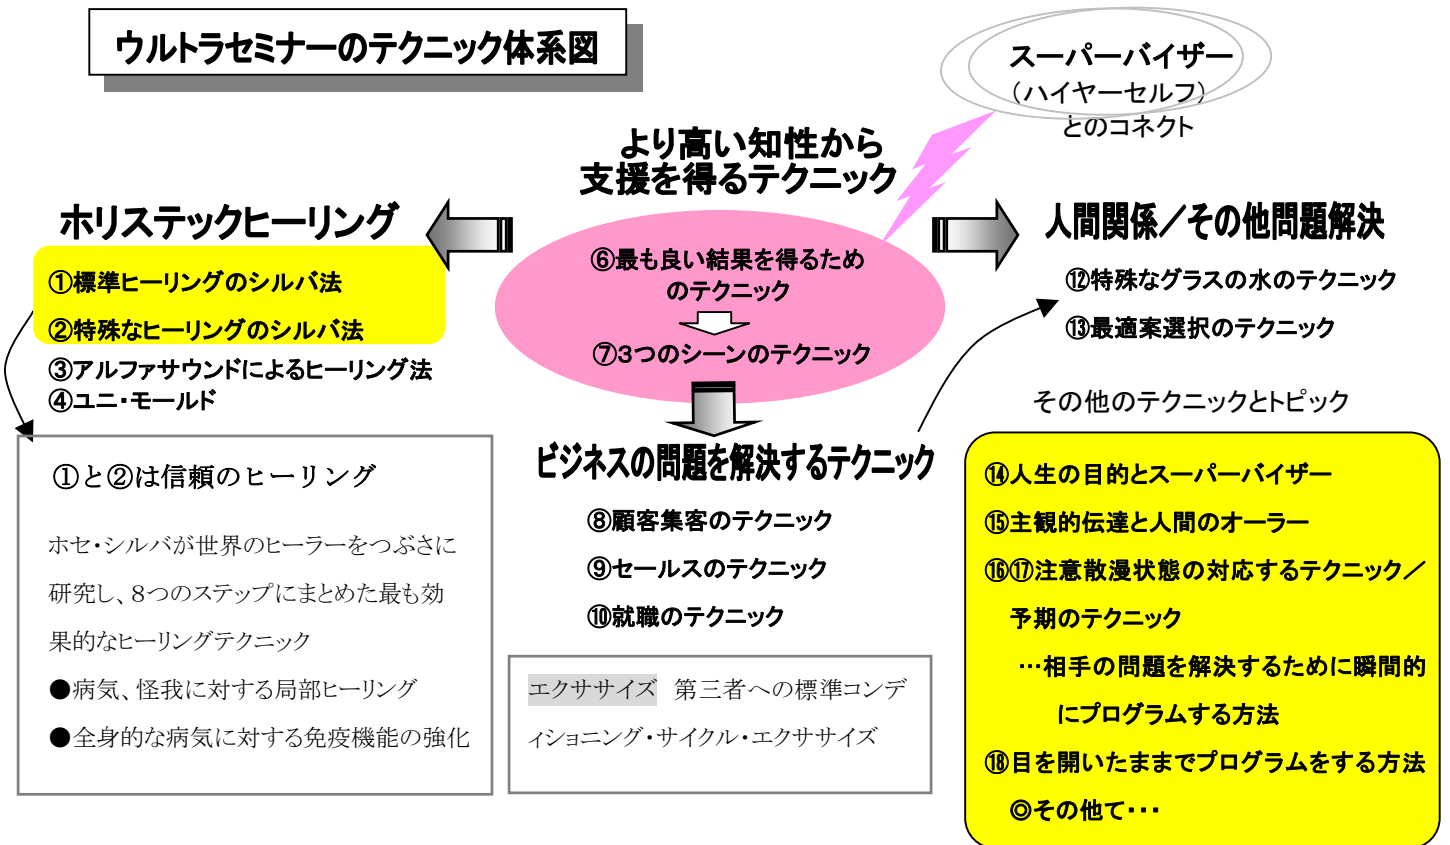 ウルトラセミナーのテクニック体系図
スーパーバイザー
（ハイヤーセルフ）
とのコネクト
より高い知性から
支援を得るテクニック
ホリステックヒーリング
①標準ヒーリングのシルバ法
②特殊なヒーリングのシルバ法
③アルファサウンドによるヒーリング法
④ユニ・モールド
①と②は信頼のヒーリング
ホセ・シルバが世界のヒーラーをつぶさに
研究し、８つのステップにまとめた最も効
果的なヒーリングテクニック
●病気、怪我に対する局部ヒーリング
●全身的な病気に対する免疫機能の強化
⑥最も良い結果を得るため
のテクニック
⑦３つのシーンのテクニック
ビジネスの問題を解決するテクニック
⑧顧客集客のテクニック
⑨セールスのテクニック
⑩就職のテクニック
エクササイズ　第三者への標準コンデ
ィショニング・サイクル・エクササイズ
人間関係／その他問題解決
⑫特殊なグラスの水のテクニック
⑬最適案選択のテクニック
その他のテクニックとトピック
⑭人生の目的とスーパーバイザー
⑮主観的伝達と人間のオーラー
⑯⑰注意散漫状態の対応するテクニック／
予期のテクニック
…相手の問題を解決するために瞬間的
にプログラムする方法
⑱目を開いたままでプログラムをする方法
◎その他て・・・